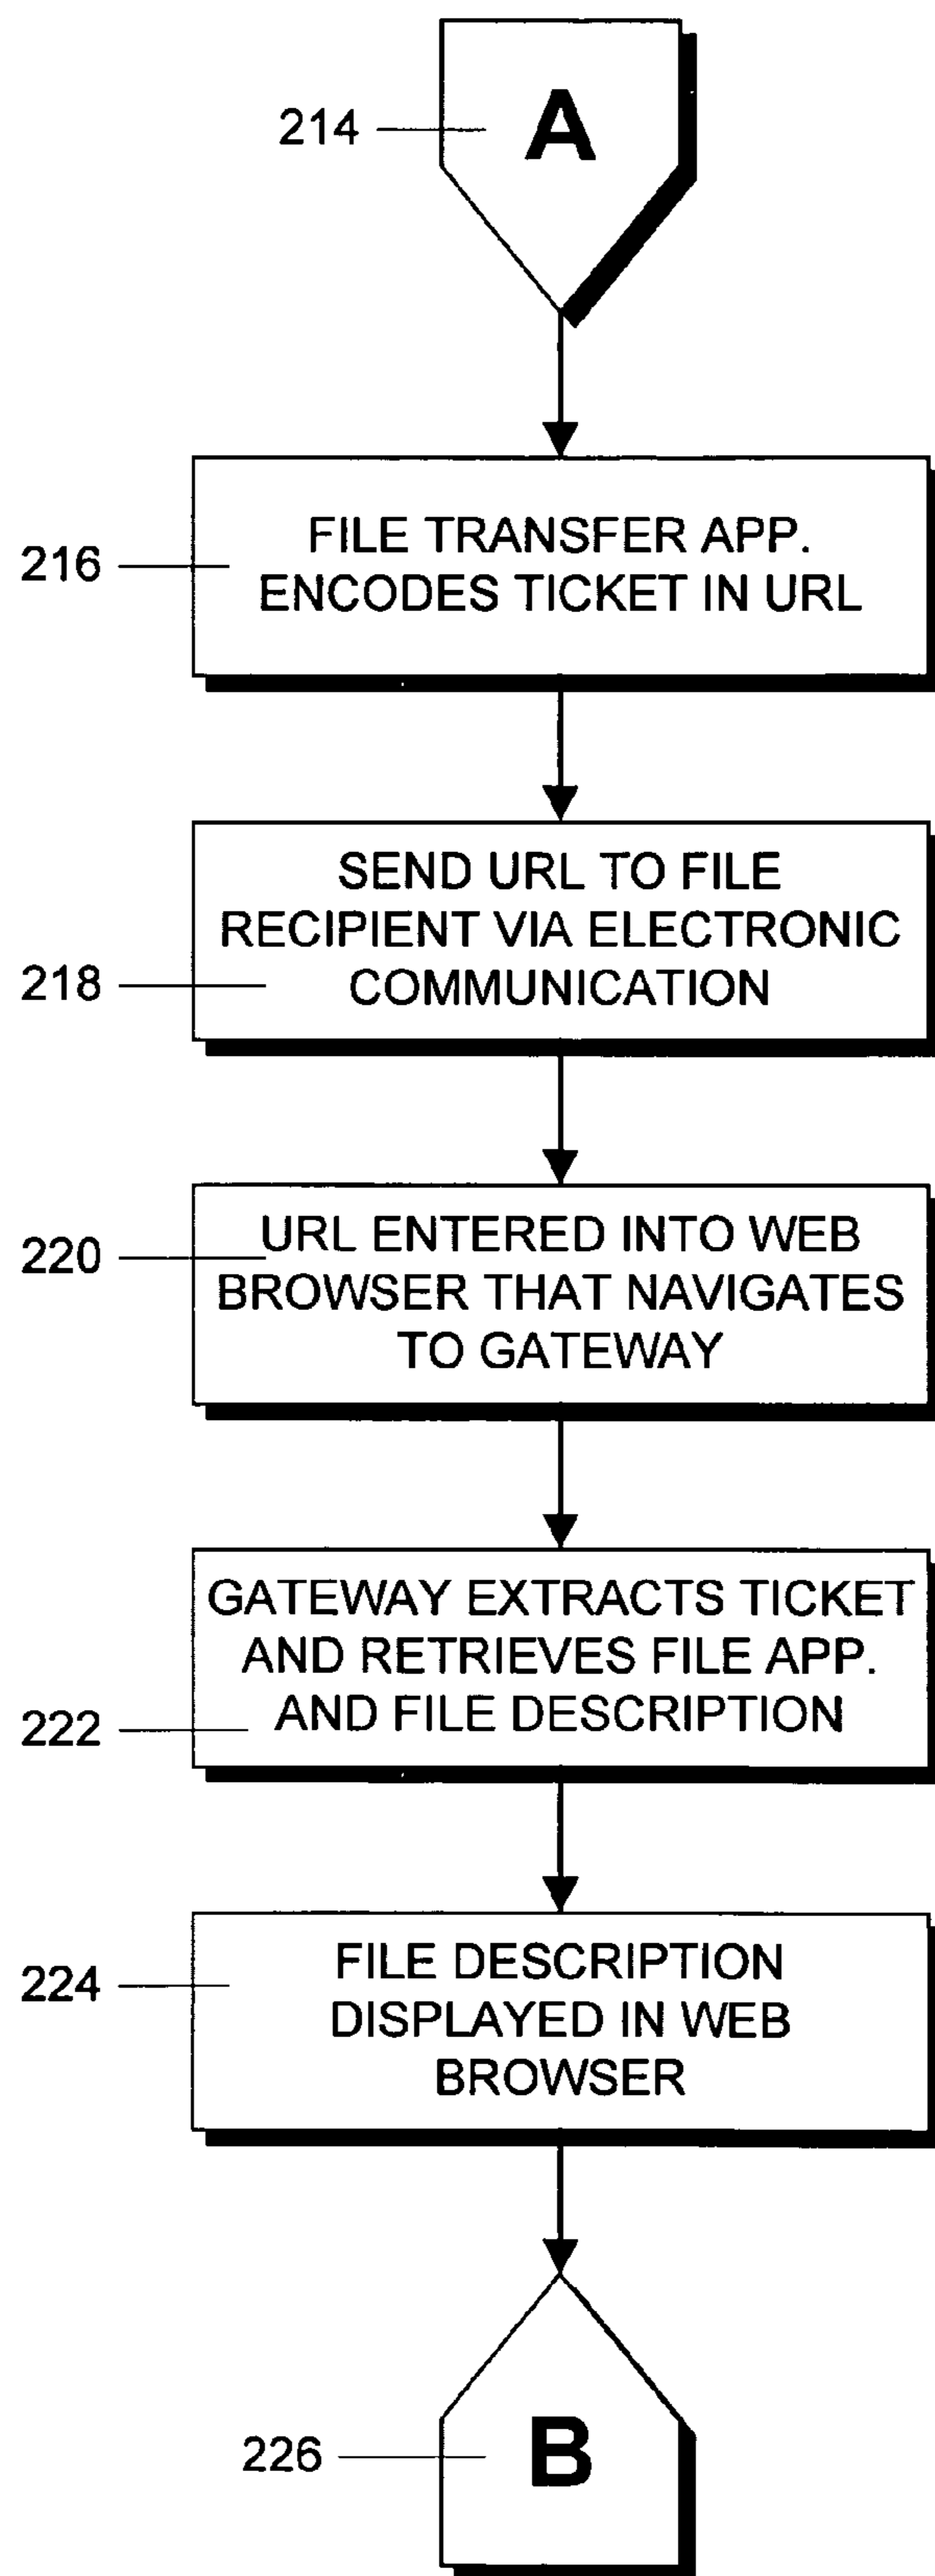 A
214
FILE TRANSFER APP.
ENCODES TICKET IN URL
216
SEND URL TO FILE
RECIPIENT VIA ELECTRONIC
COMMUNICATION
218
URL ENTERED INTO WEB
BROWSER THAT NAVIGATES
TO GATEWAY
220
GATEWAY EXTRACTS TICKET
AND RETRIEVES FILE APP.
AND FILE DESCRIPTION
222
FILE DESCRIPTION
DISPLAYED IN WEB
BROWSER
224
B
226